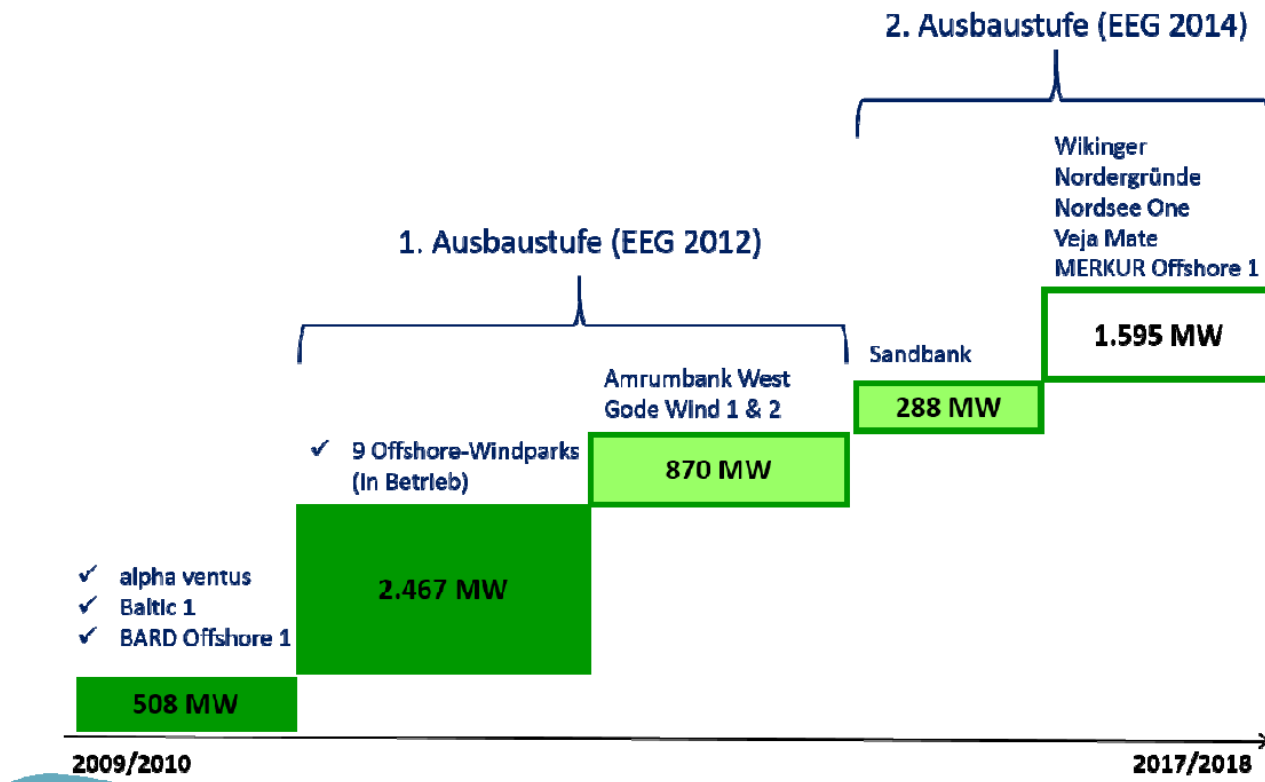 2. Ausbaustufe (EEG 2014)
Wikinger
Nordergründe
Nordsee One
Veja Mate
MERKUR Offshore 1
1.595 MW
1. Ausbaustufe (EEG 2012)
Sandbank
288 MW
Amrumbank West
Gode Wind 1 & 2
870 MW
✓ 9 Offshore-Windparks
(in Betrieb)
2.467 MW
✓ alpha ventus
✓ Baltic 1
✓ BARD Offshore 1
508 MW
2009/2010
2017/2018